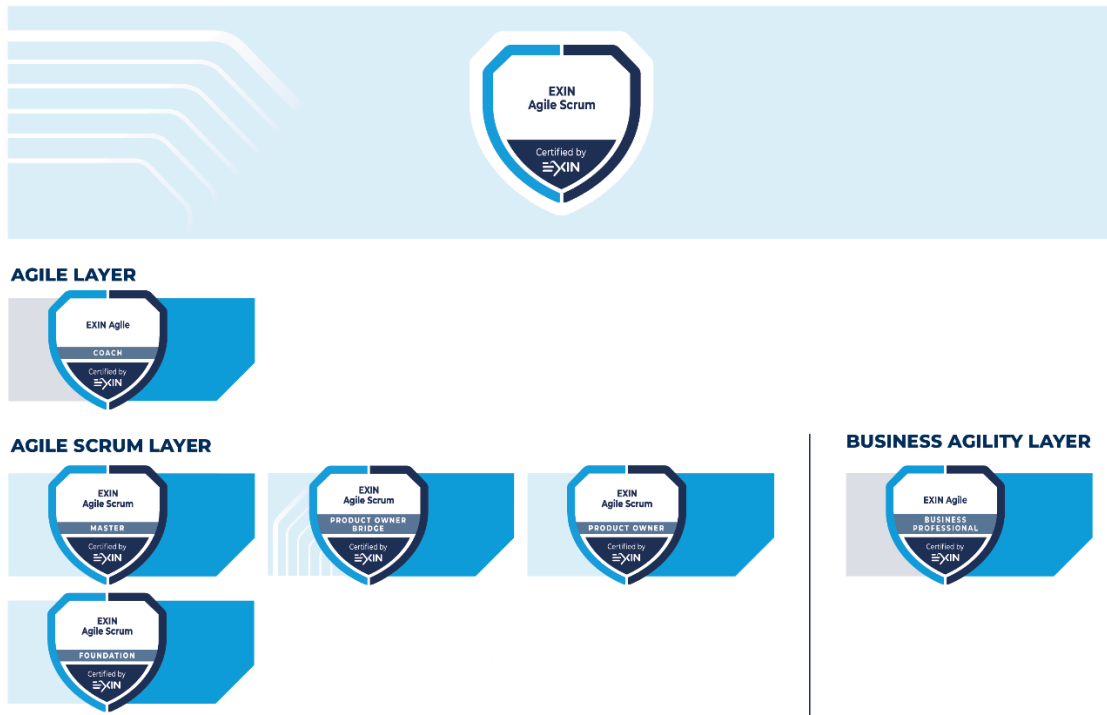 EXIN
Agile Scrum
Certified by
EXIN
AGILE LAYER
EXIN Agile
COACH
Certified by
EXIN
AGILE SCRUM LAYER
EXIN
Agile Scrum
MASTER
Certified by
EXIN
EXIN
Agile Scrum
PRODUCT OWNER
BRIDGE
Certified by
EXIN
EXIN
Agile Scrum
PRODUCT OWNER
Certified by
EXIN
EXIN
Agile Scrum
FOUNDATION
Certified by
EXIN
BUSINESS AGILITY LAYER
EXIN Agile
BUSINESS
PROFESSIONAL
Certified by
EXIN